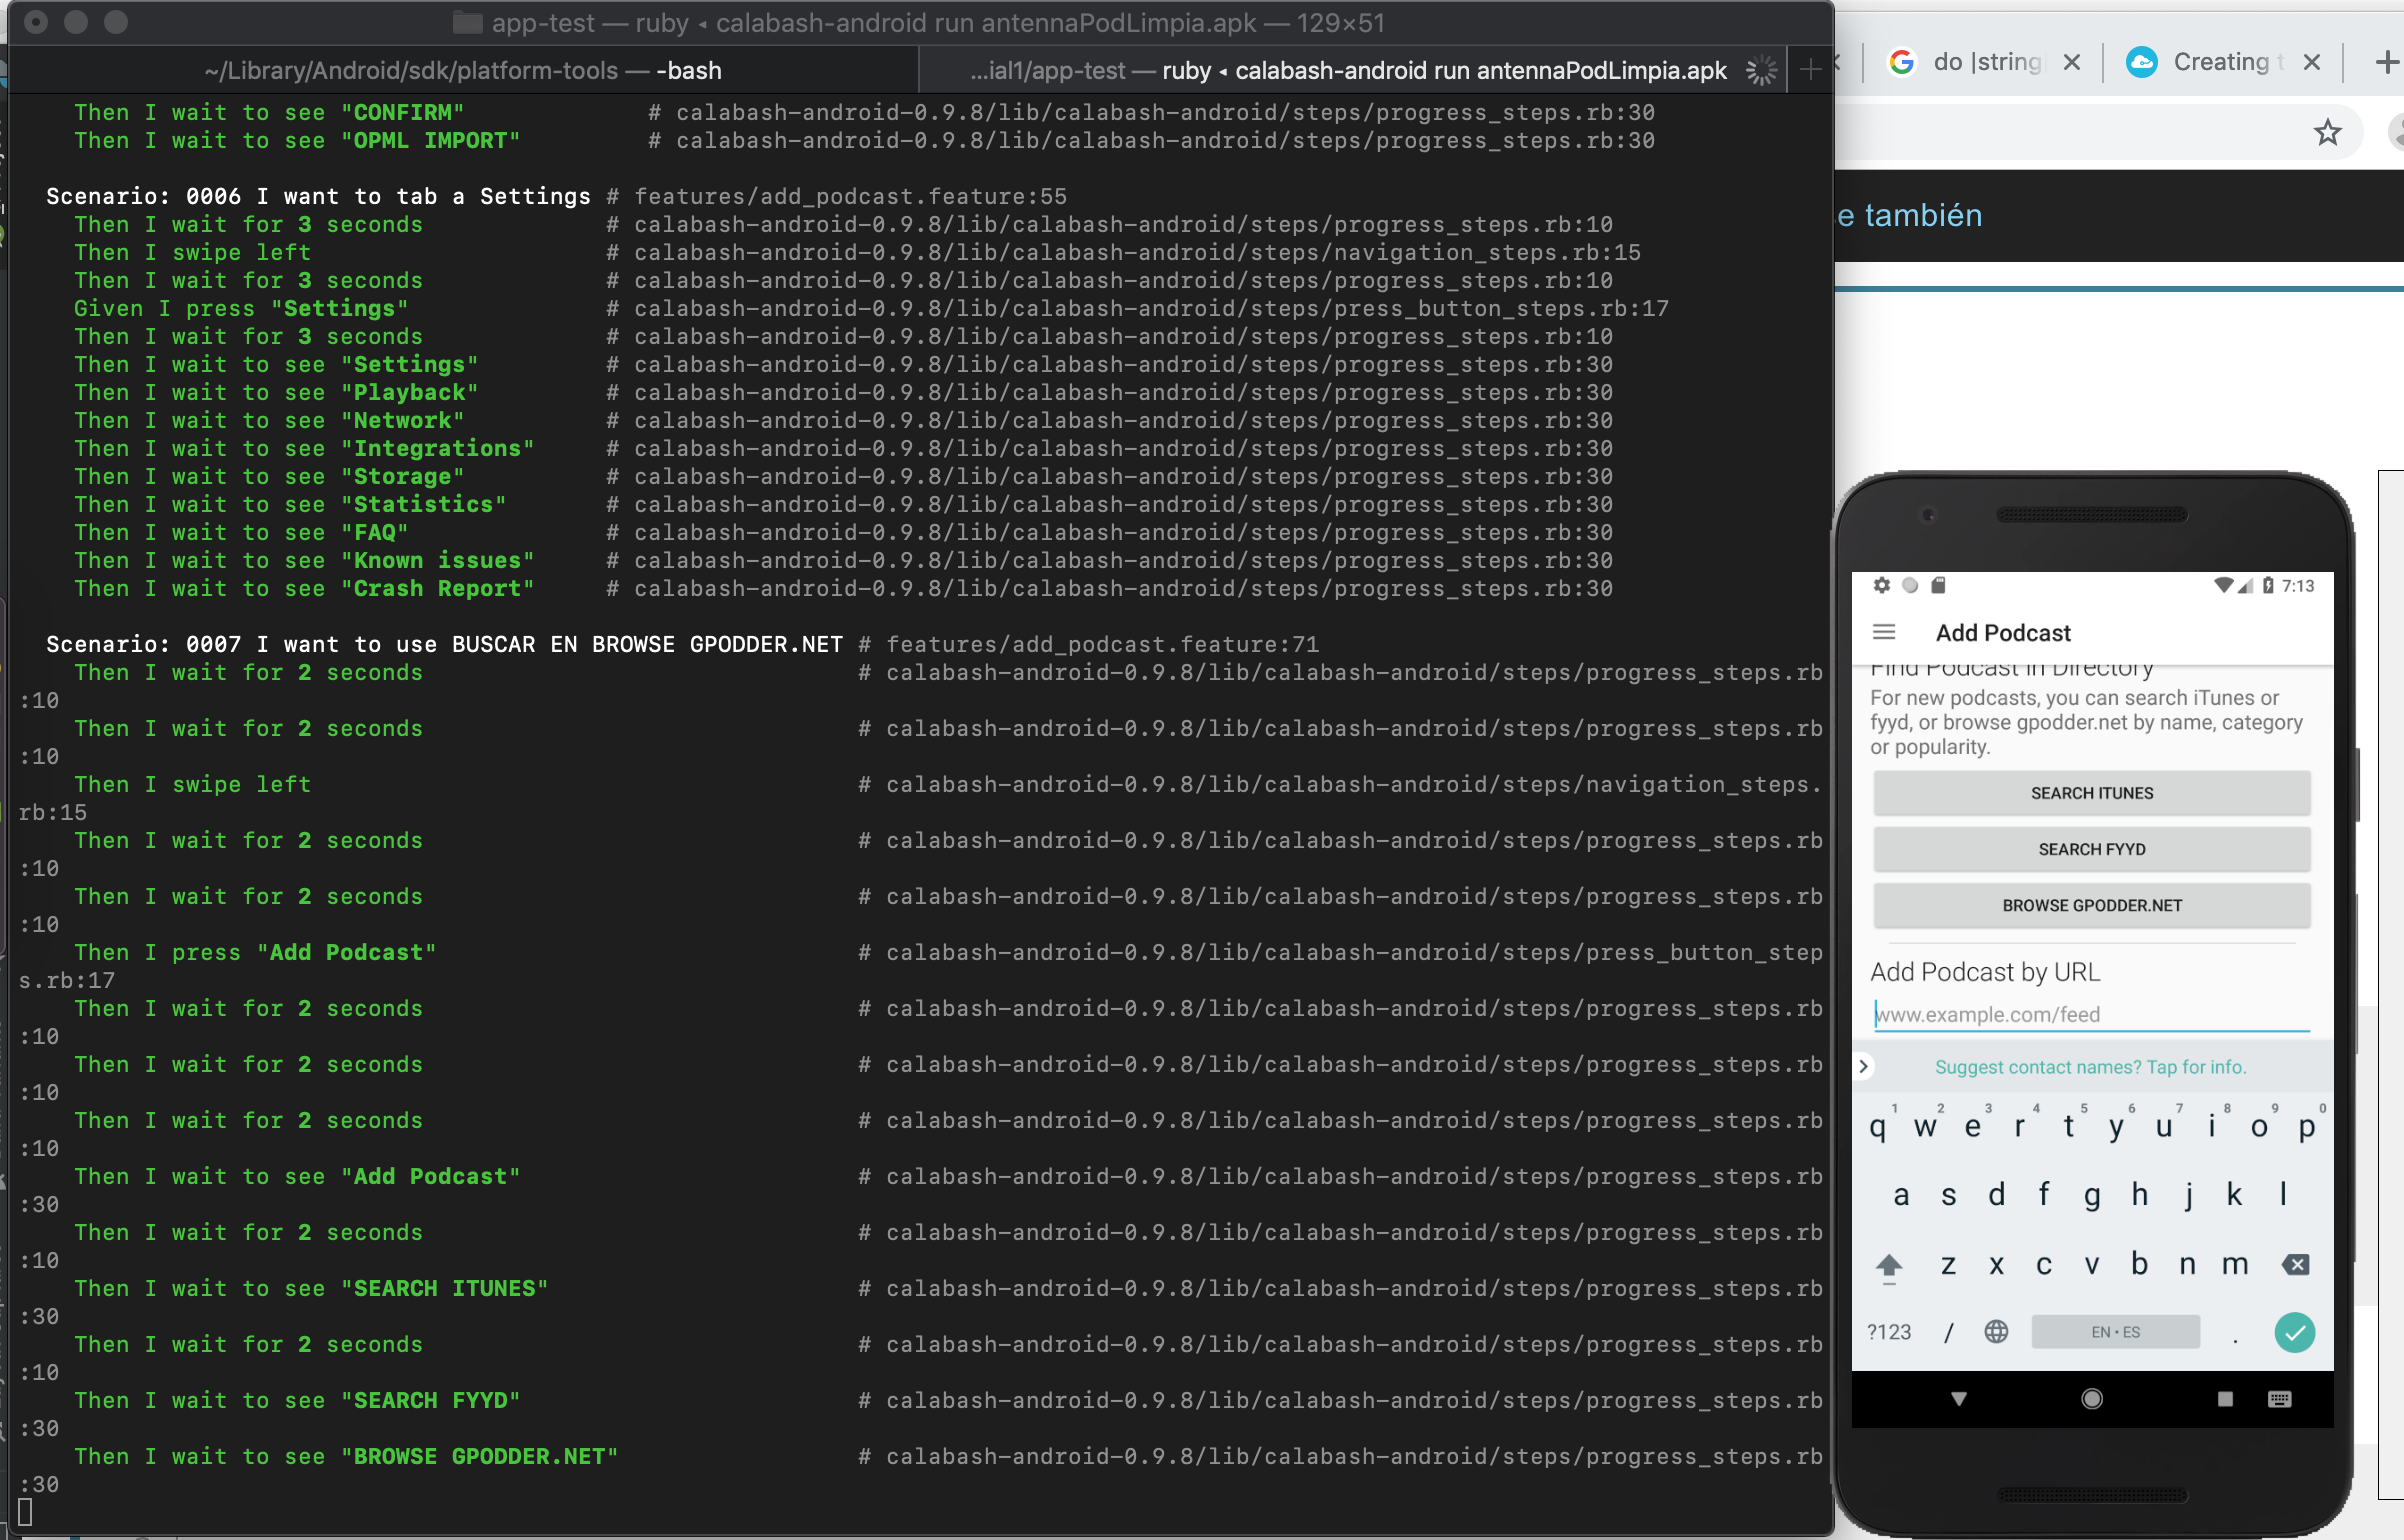 app-test — ruby ◂ calabash-android run antennaPodLimpia.apk — 129×51
~/Library/Android/sdk/platform-tools — -bash
...ial1/app-test — ruby ◂ calabash-android run antennaPodLimpia.apk
Then I wait to see "CONFIRM" # calabash-android-0.9.8/lib/calabash-android/steps/progress_steps.rb:30
Then I wait to see "OPML IMPORT" # calabash-android-0.9.8/lib/calabash-android/steps/progress_steps.rb:30
Scenario: 0006 I want to tab a Settings # features/add_podcast.feature:55
Then I wait for 3 seconds # calabash-android-0.9.8/lib/calabash-android/steps/progress_steps.rb:10
Then I swipe left # calabash-android-0.9.8/lib/calabash-android/steps/navigation_steps.rb:15
Then I wait for 3 seconds # calabash-android-0.9.8/lib/calabash-android/steps/progress_steps.rb:10
Given I press "Settings" # calabash-android-0.9.8/lib/calabash-android/steps/press_button_steps.rb:17
Then I wait for 3 seconds # calabash-android-0.9.8/lib/calabash-android/steps/progress_steps.rb:10
Then I wait to see "Settings" # calabash-android-0.9.8/lib/calabash-android/steps/progress_steps.rb:30
Then I wait to see "Playback" # calabash-android-0.9.8/lib/calabash-android/steps/progress_steps.rb:30
Then I wait to see "Network" # calabash-android-0.9.8/lib/calabash-android/steps/progress_steps.rb:30
Then I wait to see "Integrations" # calabash-android-0.9.8/lib/calabash-android/steps/progress_steps.rb:30
Then I wait to see "Storage" # calabash-android-0.9.8/lib/calabash-android/steps/progress_steps.rb:30
Then I wait to see "Statistics" # calabash-android-0.9.8/lib/calabash-android/steps/progress_steps.rb:30
Then I wait to see "FAQ" # calabash-android-0.9.8/lib/calabash-android/steps/progress_steps.rb:30
Then I wait to see "Known issues" # calabash-android-0.9.8/lib/calabash-android/steps/progress_steps.rb:30
Then I wait to see "Crash Report" # calabash-android-0.9.8/lib/calabash-android/steps/progress_steps.rb:30
Scenario: 0007 I want to use BUSCAR EN BROWSE GPODDER.NET # features/add_podcast.feature:71
Then I wait for 2 seconds # calabash-android-0.9.8/lib/calabash-android/steps/progress_steps.rb
:10
Then I wait for 2 seconds # calabash-android-0.9.8/lib/calabash-android/steps/progress_steps.rb
:10
Then I swipe left # calabash-android-0.9.8/lib/calabash-android/steps/navigation_steps.
rb:15
Then I wait for 2 seconds # calabash-android-0.9.8/lib/calabash-android/steps/progress_steps.rb
:10
Then I wait for 2 seconds # calabash-android-0.9.8/lib/calabash-android/steps/progress_steps.rb
:10
Then I press "Add Podcast" # calabash-android-0.9.8/lib/calabash-android/steps/press_button_step
s.rb:17
Then I wait for 2 seconds # calabash-android-0.9.8/lib/calabash-android/steps/progress_steps.rb
:10
Then I wait for 2 seconds # calabash-android-0.9.8/lib/calabash-android/steps/progress_steps.rb
:10
Then I wait for 2 seconds # calabash-android-0.9.8/lib/calabash-android/steps/progress_steps.rb
:10
Then I wait to see "Add Podcast" # calabash-android-0.9.8/lib/calabash-android/steps/progress_steps.rb
:30
Then I wait for 2 seconds # calabash-android-0.9.8/lib/calabash-android/steps/progress_steps.rb
:10
Then I wait to see "SEARCH ITUNES" # calabash-android-0.9.8/lib/calabash-android/steps/progress_steps.rb
:30
Then I wait for 2 seconds # calabash-android-0.9.8/lib/calabash-android/steps/progress_steps.rb
:10
Then I wait to see "SEARCH FYYD" # calabash-android-0.9.8/lib/calabash-android/steps/progress_steps.rb
:30
Then I wait to see "BROWSE GPODDER.NET" # calabash-android-0.9.8/lib/calabash-android/steps/progress_steps.rb
:30
do |string
Creating t
e también
7:13
Add Podcast
Find Podcast in Directory
For new podcasts, you can search iTunes or
fyyd, or browse gpodder.net by name, category
or popularity.
SEARCH ITUNES
SEARCH FYYD
BROWSE GPODDER.NET
Add Podcast by URL
www.example.com/feed
Suggest contact names? Tap for info.
1 2 3 4 5 6 7 8 9 0
q w e r t y u i o p
a s d f g h j k l
z x c v b n m
?123 / EN • ES .